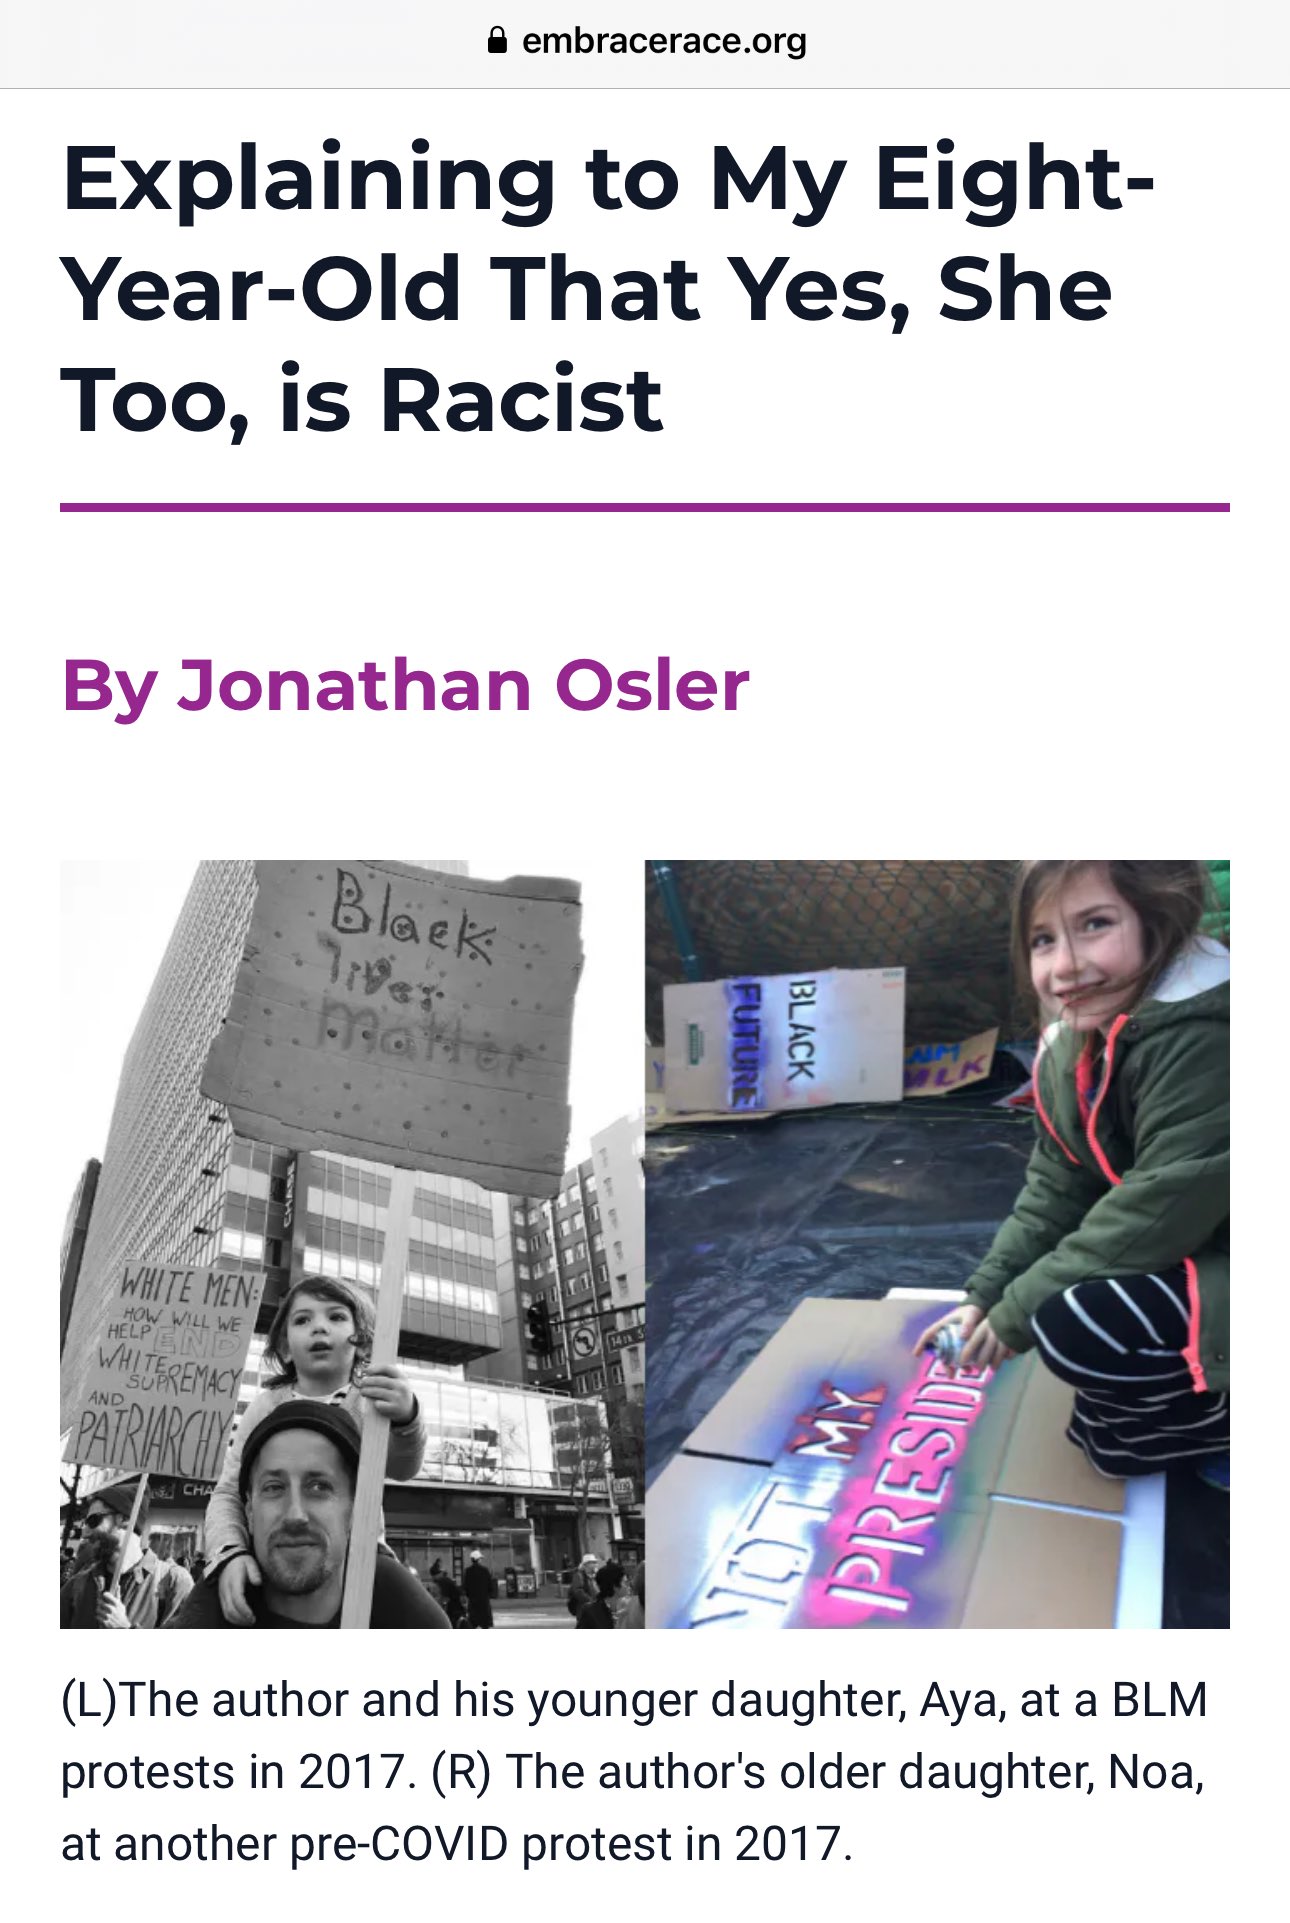 embracerace.org
Explaining to My Eight-
Year-Old That Yes, She
Too, is Racist
By Jonathan Osler
Black
lives
Matter
WHITE MEN:
HOW WILL WE
HELP END
WHITE
SUPREMACY
AND
PATRIARCHY
CHASE
14th S
CHA
BLACK
FUTURE
NOT MY
PRESIDE
(L)The author and his younger daughter, Aya, at a BLM
protests in 2017. (R) The author's older daughter, Noa,
at another pre-COVID protest in 2017.